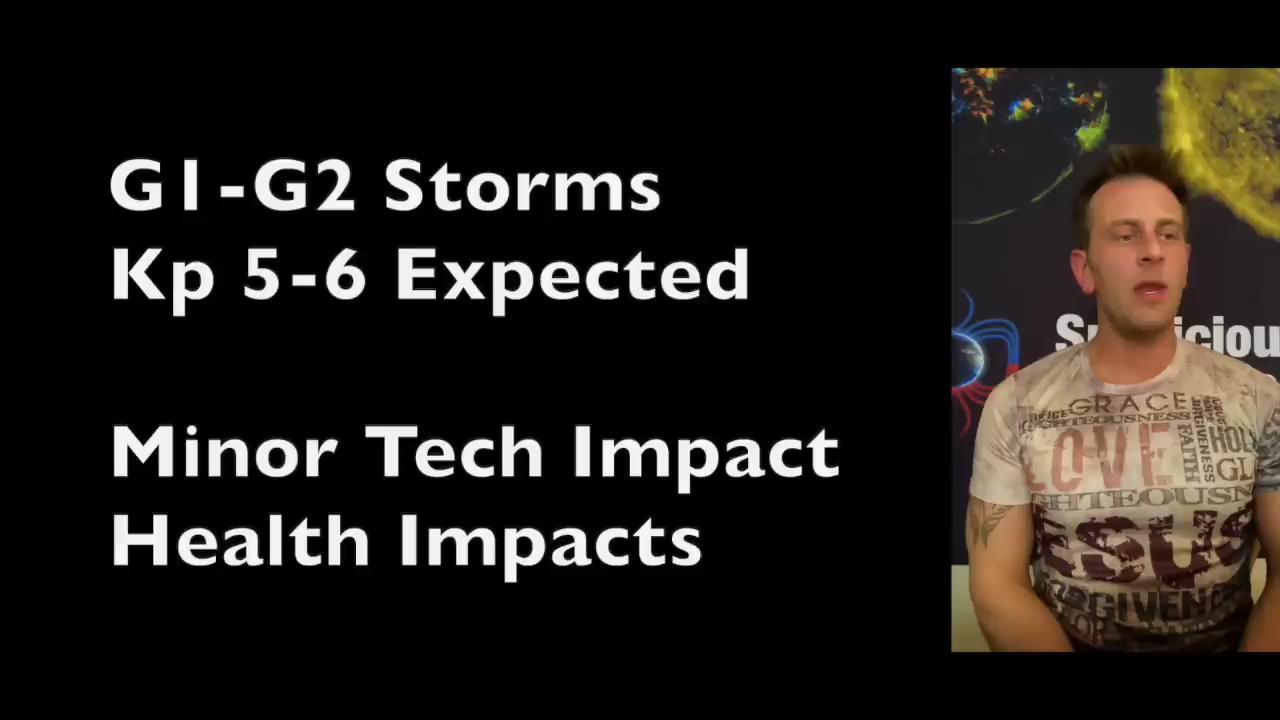 G1-G2 Storms
Kp 5-6 Expected
Minor Tech Impact
Health Impacts
GRACE
LOVE
FAITH